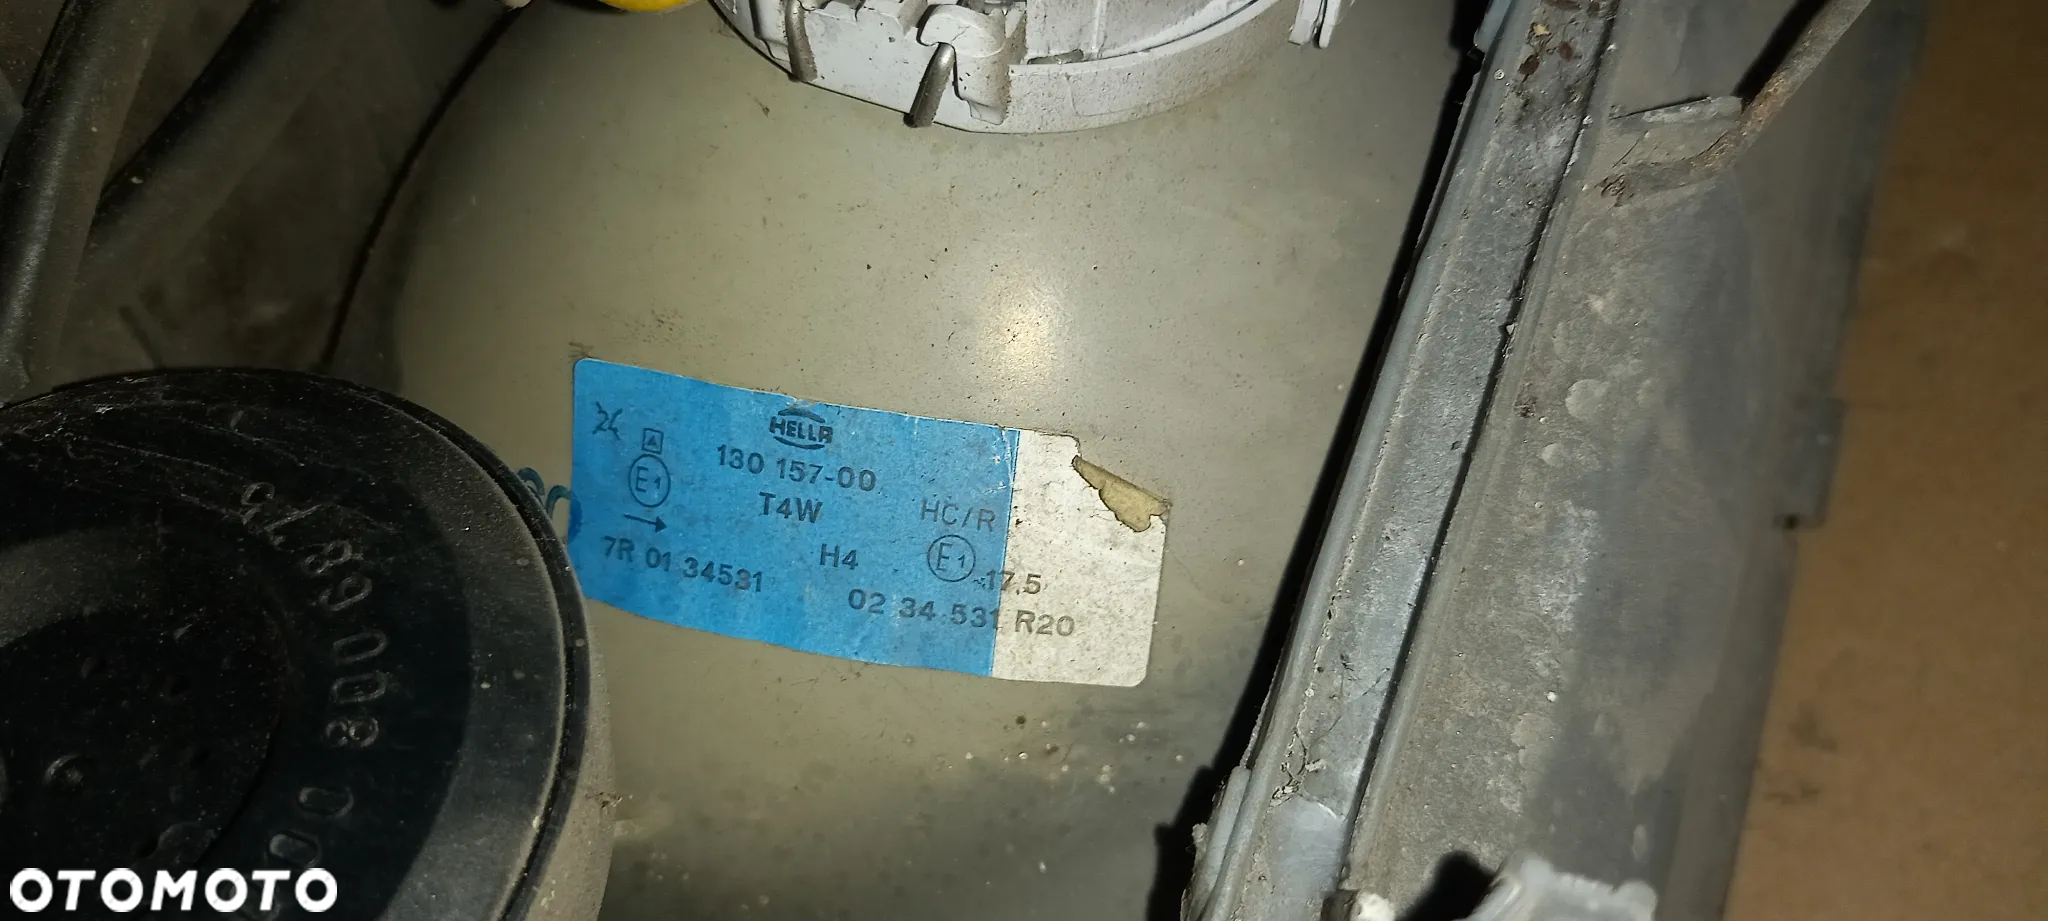 24
HELLA
A
130 157-00
E1
T4W
HC/R
→
H4
E1
17,5
7R 01 34531
02 34 531 R20
OTOMOTO